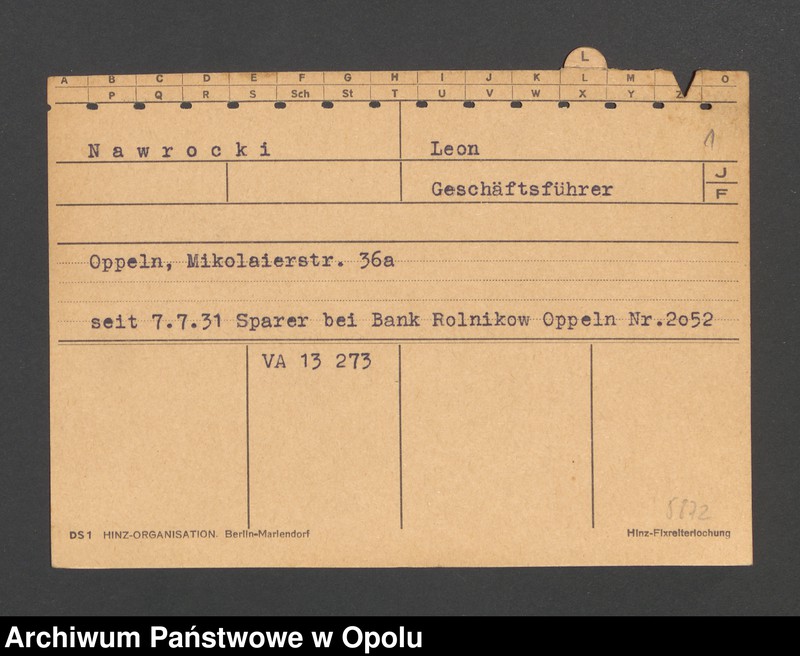 L
A B C D E F G H I J K L M O
P Q R S Sch St T U V W X Y Z
1
Nawrocki Leon
Geschäftsführer J
F
Oppeln, Mikolaierstr. 36a
seit 7.7.31 Sparer bei Bank Rolnikow Oppeln Nr.2o52
VA 13 273
5872
DS1 HINZ-ORGANISATION. Berlin-Mariendorf Hinz-Fixreiterlochung
Archiwum Państwowe w Opolu